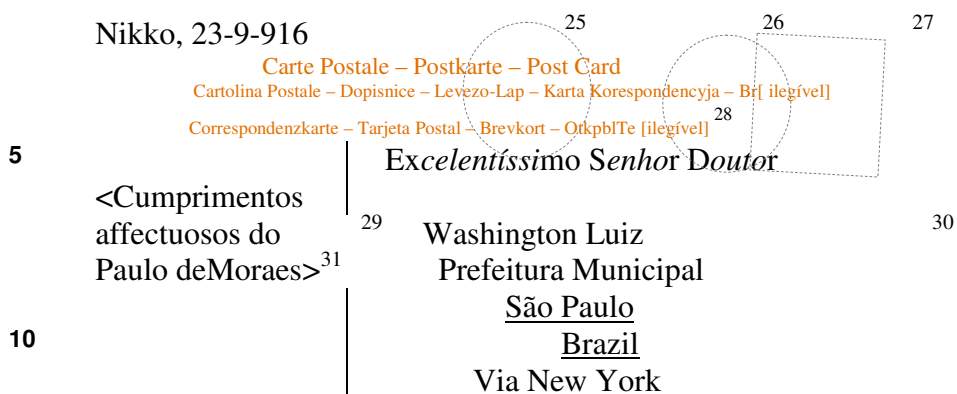 25 26 27
Nikko, 23-9-916
Carte Postale – Postkarte – Post Card
Cartolina Postale – Dopisnice – Levezo-Lap – Karta Korespondencyja – Br[ ilegível]
Correspondenzkarte – Tarjeta Postal – Brevkort – OtkpblTe [ilegível] 28
5 Excelentíssimo Senhor Doutor
<Cumprimentos
affectuosos do 29 Washington Luiz 30
Paulo deMoraes>31 Prefeitura Municipal
São Paulo
10 Brazil
Via New York